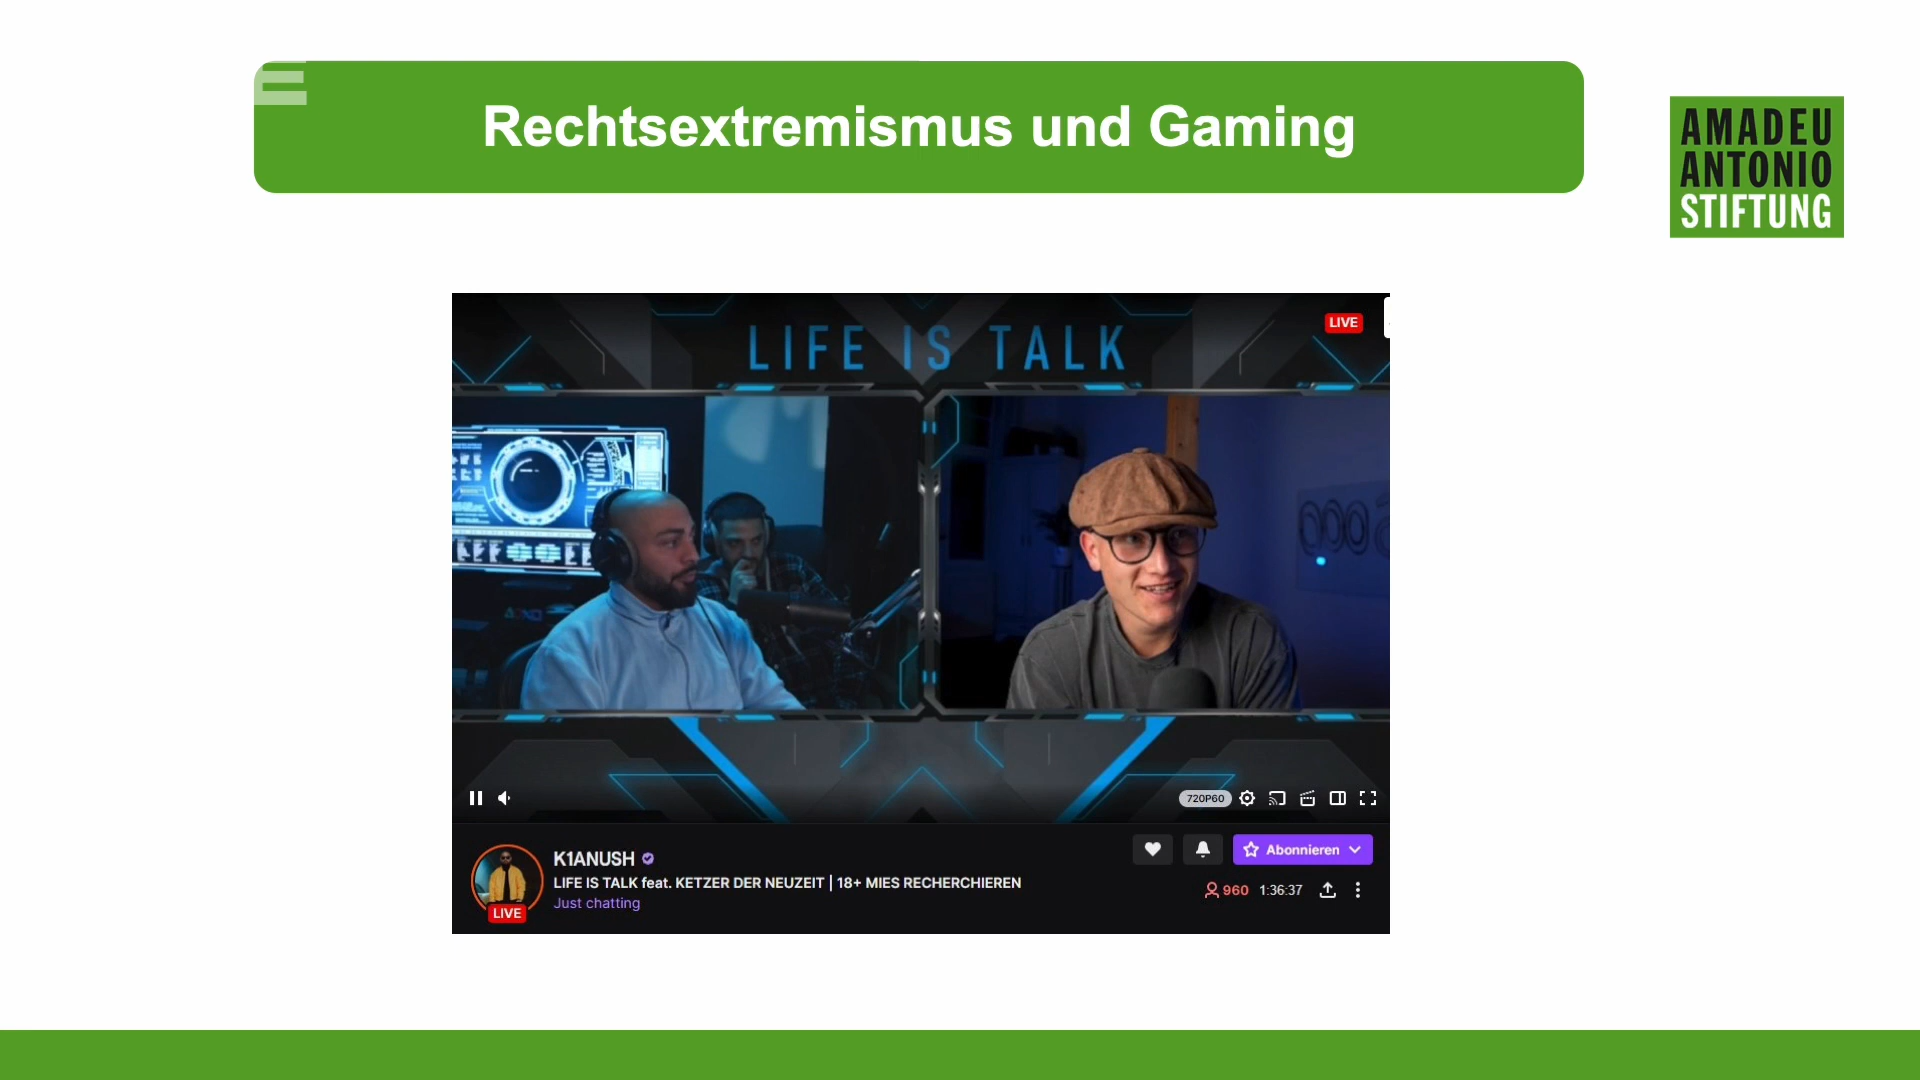 Rechtsextremismus und Gaming
AMADEU
ANTONIO
STIFTUNG
LIFE IS TALK
LIVE
720P60
K1ANUSH
Abonnieren
LIFE IS TALK feat. KETZER DER NEUZEIT | 18+ MIES RECHERCHIEREN
960 1:36:37
Just chatting
LIVE